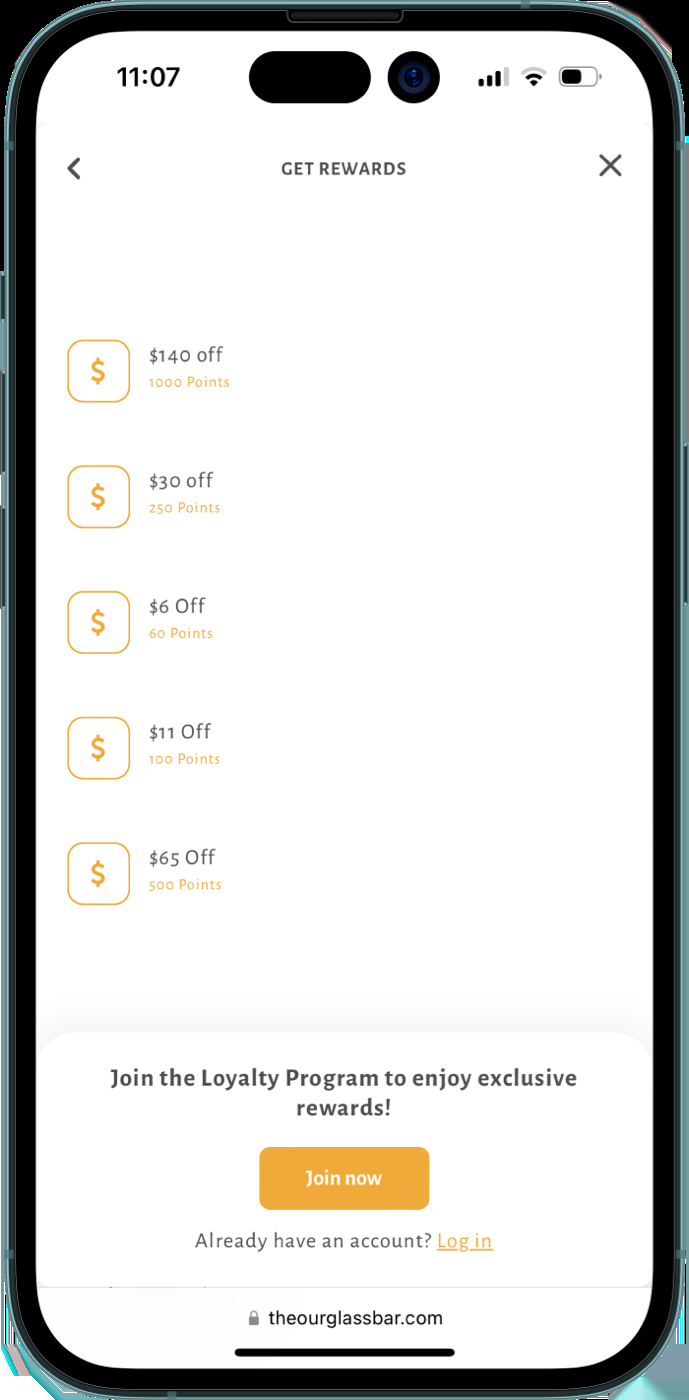 11:07
GET REWARDS
$
$140 off
1000 Points
$
$30 off
250 Points
$
$6 Off
60 Points
$
$11 Off
100 Points
$
$65 Off
500 Points
Join the Loyalty Program to enjoy exclusive
rewards!
Join now
Already have an account? Log in
theourglassbar.com